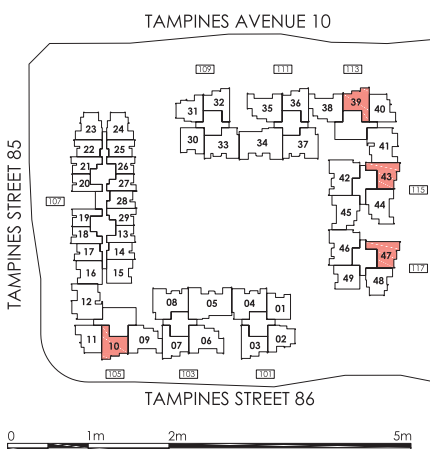 TAMPINES AVENUE 10
109 111 113
32 35 36 38 39 40
31
23 24
30 33 34 37 41
22 25
21 26
20 27
42 43
28
115
107
19 29
45 44
18 13
17 14
46 47
16 15
49 48
117
12
08 05 04 01
11 10 09 07 06 03 02
105 103 101
TAMPINES STREET 85
TAMPINES STREET 86
0 1m 2m 5m